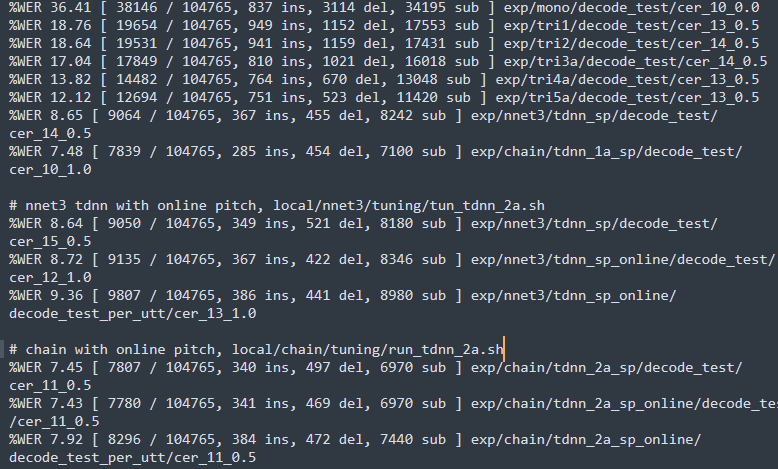 %WER 36.41 [ 38146 / 104765, 837 ins, 3114 del, 34195 sub ] exp/mono/decode_test/cer_10_0.0
%WER 18.76 [ 19654 / 104765, 949 ins, 1152 del, 17553 sub ] exp/tri1/decode_test/cer_13_0.5
%WER 18.64 [ 19531 / 104765, 941 ins, 1159 del, 17431 sub ] exp/tri2/decode_test/cer_14_0.5
%WER 17.04 [ 17849 / 104765, 810 ins, 1021 del, 16018 sub ] exp/tri3a/decode_test/cer_14_0.5
%WER 13.82 [ 14482 / 104765, 764 ins, 670 del, 13048 sub ] exp/tri4a/decode_test/cer_13_0.5
%WER 12.12 [ 12694 / 104765, 751 ins, 523 del, 11420 sub ] exp/tri5a/decode_test/cer_13_0.5
%WER 8.65 [ 9064 / 104765, 367 ins, 455 del, 8242 sub ] exp/nnet3/tdnn_sp/decode_test/
cer_14_0.5
%WER 7.48 [ 7839 / 104765, 285 ins, 454 del, 7100 sub ] exp/chain/tdnn_1a_sp/decode_test/
cer_10_1.0
# nnet3 tdnn with online pitch, local/nnet3/tuning/tun_tdnn_2a.sh
%WER 8.64 [ 9050 / 104765, 349 ins, 521 del, 8180 sub ] exp/nnet3/tdnn_sp/decode_test/
cer_15_0.5
%WER 8.72 [ 9135 / 104765, 367 ins, 422 del, 8346 sub ] exp/nnet3/tdnn_sp_online/decode_test/
cer_12_1.0
%WER 9.36 [ 9807 / 104765, 386 ins, 441 del, 8980 sub ] exp/nnet3/tdnn_sp_online/
decode_test_per_utt/cer_13_1.0
# chain with online pitch, local/chain/tuning/run_tdnn_2a.sh
%WER 7.45 [ 7807 / 104765, 340 ins, 497 del, 6970 sub ] exp/chain/tdnn_2a_sp/decode_test/
cer_11_0.5
%WER 7.43 [ 7780 / 104765, 341 ins, 469 del, 6970 sub ] exp/chain/tdnn_2a_sp_online/decode_tes
/cer_11_0.5
%WER 7.92 [ 8296 / 104765, 384 ins, 472 del, 7440 sub ] exp/chain/tdnn_2a_sp_online/
decode_test_per_utt/cer_11_0.5